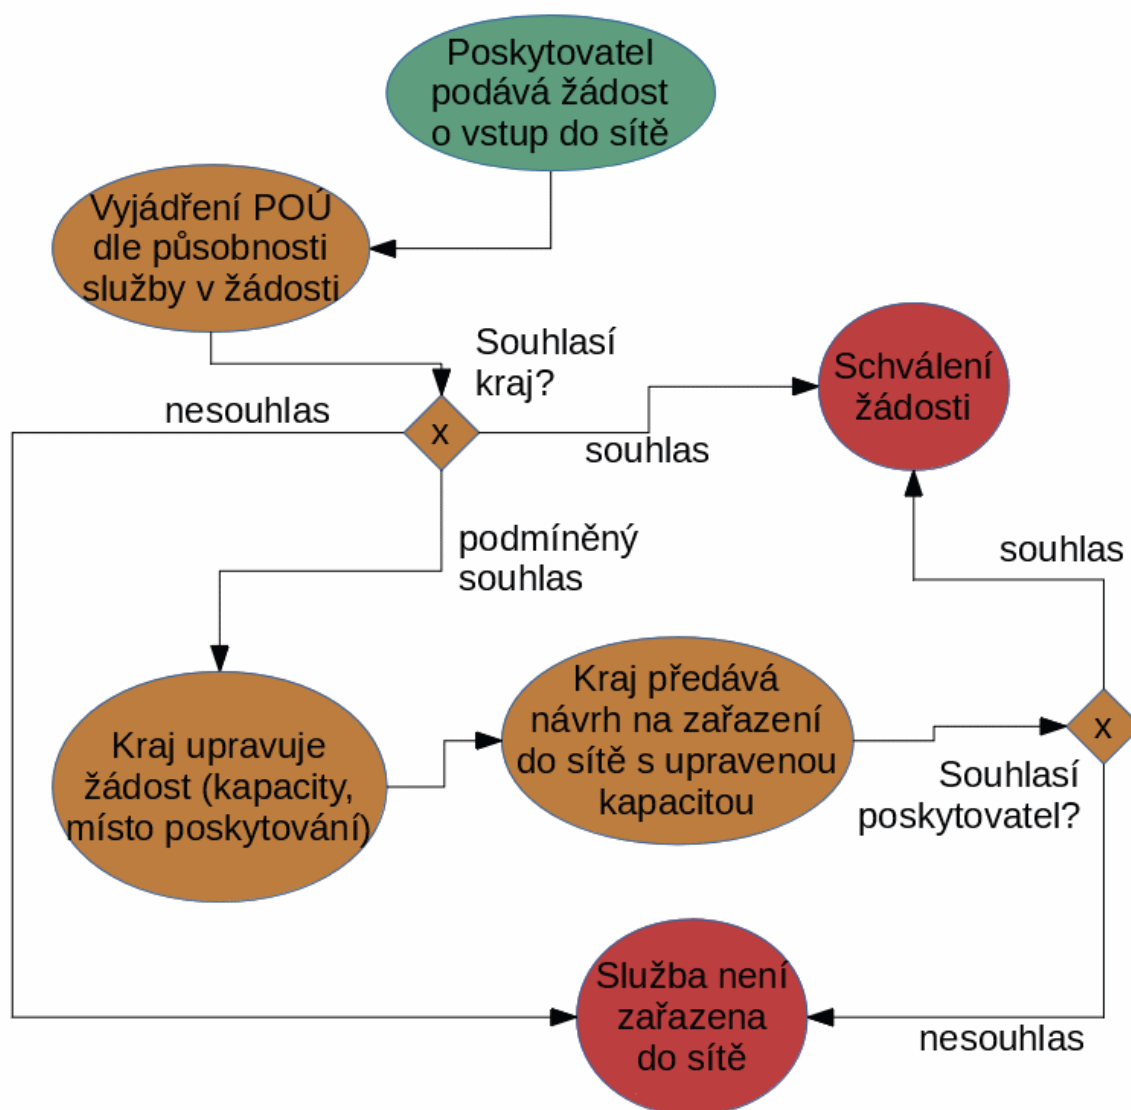 Poskytovatel
podává žádost
o vstup do sítě
Vyjádření POÚ
dle působnosti
služby v žádosti
Souhlasí
kraj?
nesouhlas
x
souhlas
Schválení
žádosti
podmíněný
souhlas
souhlas
Kraj upravuje
žádost (kapacity,
místo poskytování)
Kraj předává
návrh na zařazení
do sítě s upravenou
kapacitou
x
Souhlasí
poskytovatel?
Služba není
zařazena
do sítě
nesouhlas